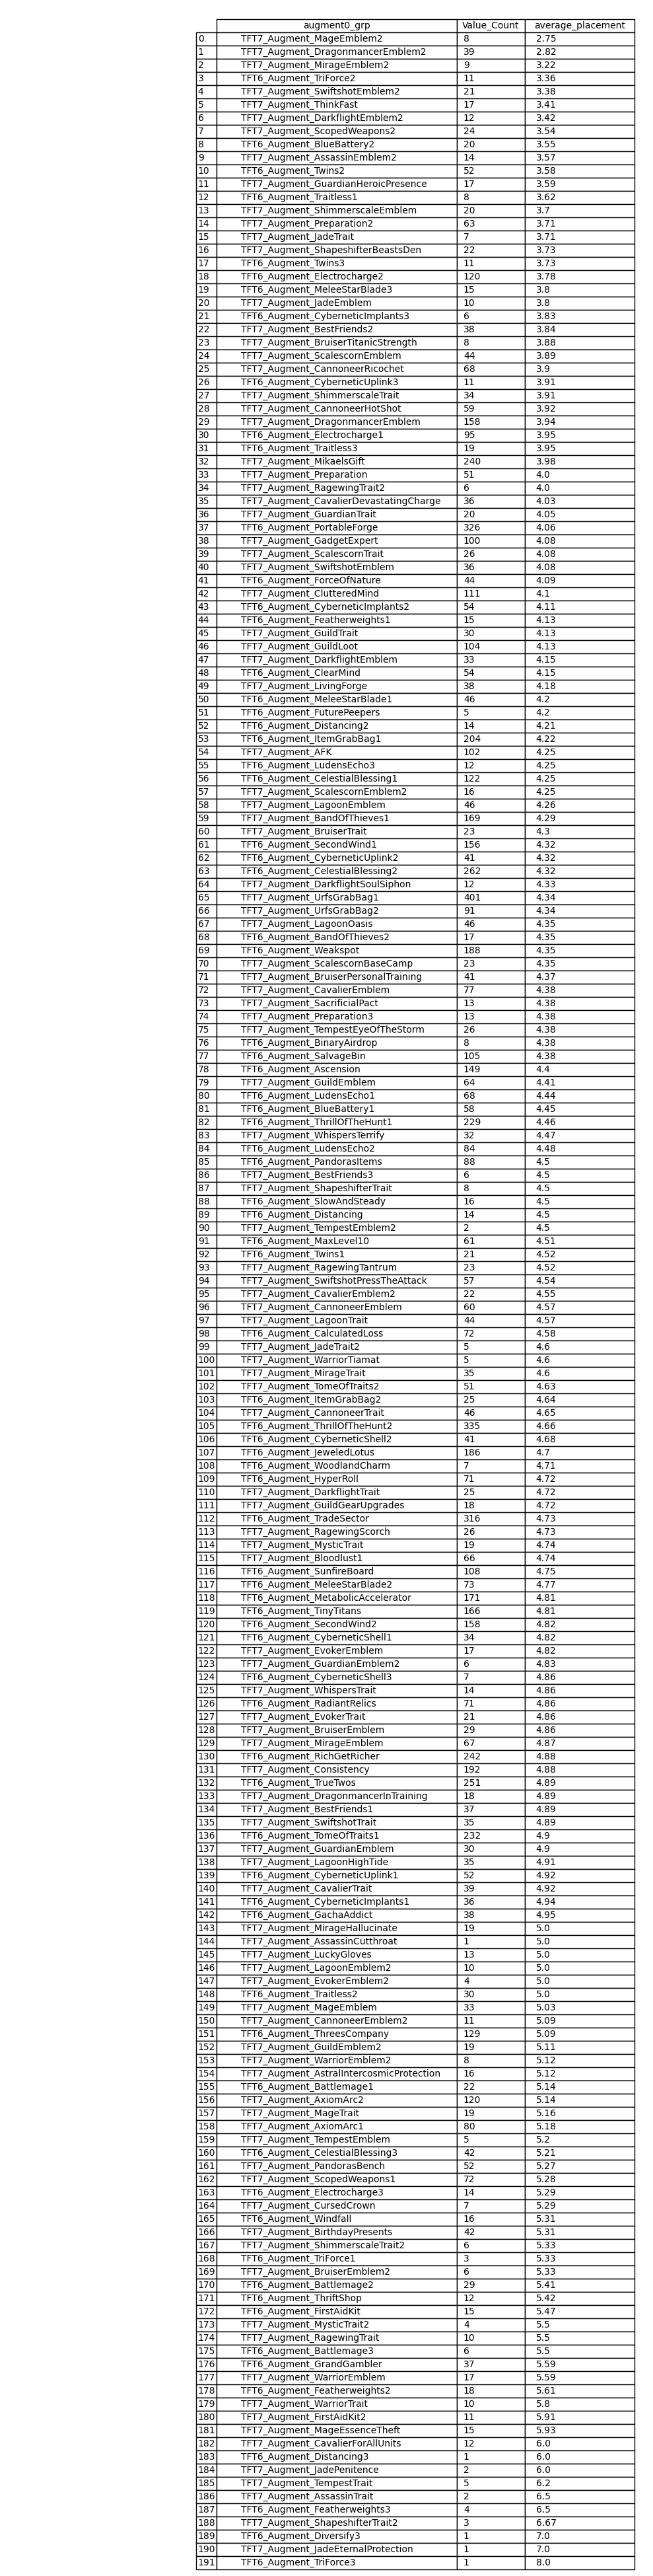 augment0_grp Value_Count average_placement
0 TFT7_Augment_MageEmblem2 8 2.75
1 TFT7_Augment_DragonmancerEmblem2 39 2.82
2 TFT7_Augment_MirageEmblem2 9 3.22
3 TFT6_Augment_TriForce2 11 3.36
4 TFT7_Augment_SwiftshotEmblem2 21 3.38
5 TFT7_Augment_ThinkFast 17 3.41
6 TFT7_Augment_DarkflightEmblem2 12 3.42
7 TFT7_Augment_ScopedWeapons2 24 3.54
8 TFT6_Augment_BlueBattery2 20 3.55
9 TFT7_Augment_AssassinEmblem2 14 3.57
10 TFT6_Augment_Twins2 52 3.58
11 TFT7_Augment_GuardianHeroicPresence 17 3.59
12 TFT6_Augment_Traitless1 8 3.62
13 TFT7_Augment_ShimmerscaleEmblem 20 3.7
14 TFT7_Augment_Preparation2 63 3.71
15 TFT7_Augment_JadeTrait 7 3.71
16 TFT7_Augment_ShapeshifterBeastsDen 22 3.73
17 TFT6_Augment_Twins3 11 3.73
18 TFT6_Augment_Electrocharge2 120 3.78
19 TFT6_Augment_MeleeStarBlade3 15 3.8
20 TFT7_Augment_JadeEmblem 10 3.8
21 TFT6_Augment_CyberneticImplants3 6 3.83
22 TFT7_Augment_BestFriends2 38 3.84
23 TFT7_Augment_BruiserTitanicStrength 8 3.88
24 TFT7_Augment_ScalescornEmblem 44 3.89
25 TFT7_Augment_CannoneerRicochet 68 3.9
26 TFT6_Augment_CyberneticUplink3 11 3.91
27 TFT7_Augment_ShimmerscaleTrait 34 3.91
28 TFT7_Augment_CannoneerHotShot 59 3.92
29 TFT7_Augment_DragonmancerEmblem 158 3.94
30 TFT6_Augment_Electrocharge1 95 3.95
31 TFT6_Augment_Traitless3 19 3.95
32 TFT7_Augment_MikaelsGift 240 3.98
33 TFT7_Augment_Preparation 51 4.0
34 TFT7_Augment_RagewingTrait2 6 4.0
35 TFT7_Augment_CavalierDevastatingCharge 36 4.03
36 TFT7_Augment_GuardianTrait 20 4.05
37 TFT6_Augment_PortableForge 326 4.06
38 TFT7_Augment_GadgetExpert 100 4.08
39 TFT7_Augment_ScalescornTrait 26 4.08
40 TFT7_Augment_SwiftshotEmblem 36 4.08
41 TFT6_Augment_ForceOfNature 44 4.09
42 TFT7_Augment_ClutteredMind 111 4.1
43 TFT6_Augment_CyberneticImplants2 54 4.11
44 TFT6_Augment_Featherweights1 15 4.13
45 TFT7_Augment_GuildTrait 30 4.13
46 TFT7_Augment_GuildLoot 104 4.13
47 TFT7_Augment_DarkflightEmblem 33 4.15
48 TFT6_Augment_ClearMind 54 4.15
49 TFT7_Augment_LivingForge 38 4.18
50 TFT6_Augment_MeleeStarBlade1 46 4.2
51 TFT7_Augment_FuturePeepers 5 4.2
52 TFT6_Augment_Distancing2 14 4.21
53 TFT6_Augment_ItemGrabBag1 204 4.22
54 TFT7_Augment_AFK 102 4.25
55 TFT6_Augment_LudensEcho3 12 4.25
56 TFT6_Augment_CelestialBlessing1 122 4.25
57 TFT7_Augment_ScalescornEmblem2 16 4.25
58 TFT7_Augment_LagoonEmblem 46 4.26
59 TFT7_Augment_BandOfThieves1 169 4.29
60 TFT7_Augment_BruiserTrait 23 4.3
61 TFT6_Augment_SecondWind1 156 4.32
62 TFT6_Augment_CyberneticUplink2 41 4.32
63 TFT6_Augment_CelestialBlessing2 262 4.32
64 TFT7_Augment_DarkflightSoulSiphon 12 4.33
65 TFT7_Augment_UrfsGrabBag1 401 4.34
66 TFT7_Augment_UrfsGrabBag2 91 4.34
67 TFT7_Augment_LagoonOasis 46 4.35
68 TFT6_Augment_BandOfThieves2 17 4.35
69 TFT6_Augment_Weakspot 188 4.35
70 TFT7_Augment_ScalescornBaseCamp 23 4.35
71 TFT7_Augment_BruiserPersonalTraining 41 4.37
72 TFT7_Augment_CavalierEmblem 77 4.38
73 TFT7_Augment_SacrificialPact 13 4.38
74 TFT7_Augment_Preparation3 13 4.38
75 TFT7_Augment_TempestEyeOfTheStorm 26 4.38
76 TFT6_Augment_BinaryAirdrop 8 4.38
77 TFT6_Augment_SalvageBin 105 4.38
78 TFT6_Augment_Ascension 149 4.4
79 TFT7_Augment_GuildEmblem 64 4.41
80 TFT6_Augment_LudensEcho1 68 4.44
81 TFT6_Augment_BlueBattery1 58 4.45
82 TFT6_Augment_ThrillOfTheHunt1 229 4.46
83 TFT7_Augment_WhispersTerrify 32 4.47
84 TFT6_Augment_LudensEcho2 84 4.48
85 TFT6_Augment_PandorasItems 88 4.5
86 TFT7_Augment_BestFriends3 6 4.5
87 TFT7_Augment_ShapeshifterTrait 8 4.5
88 TFT6_Augment_SlowAndSteady 16 4.5
89 TFT6_Augment_Distancing 14 4.5
90 TFT7_Augment_TempestEmblem2 2 4.5
91 TFT6_Augment_MaxLevel10 61 4.51
92 TFT6_Augment_Twins1 21 4.52
93 TFT7_Augment_RagewingTantrum 23 4.52
94 TFT7_Augment_SwiftshotPressTheAttack 57 4.54
95 TFT7_Augment_CavalierEmblem2 22 4.55
96 TFT7_Augment_CannoneerEmblem 60 4.57
97 TFT7_Augment_LagoonTrait 44 4.57
98 TFT6_Augment_CalculatedLoss 72 4.58
99 TFT7_Augment_JadeTrait2 5 4.6
100 TFT7_Augment_WarriorTiamat 5 4.6
101 TFT7_Augment_MirageTrait 35 4.6
102 TFT6_Augment_TomeOfTraits2 51 4.63
103 TFT6_Augment_ItemGrabBag2 25 4.64
104 TFT7_Augment_CannoneerTrait 46 4.65
105 TFT6_Augment_ThrillOfTheHunt2 335 4.66
106 TFT6_Augment_CyberneticShell2 41 4.68
107 TFT6_Augment_JeweledLotus 186 4.7
108 TFT6_Augment_WoodlandCharm 7 4.71
109 TFT6_Augment_HyperRoll 71 4.72
110 TFT7_Augment_DarkflightTrait 25 4.72
111 TFT7_Augment_GuildGearUpgrades 18 4.72
112 TFT6_Augment_TradeSector 316 4.73
113 TFT7_Augment_RagewingScorch 26 4.73
114 TFT7_Augment_MysticTrait 19 4.74
115 TFT7_Augment_Bloodlust1 66 4.74
116 TFT6_Augment_SunfireBoard 108 4.75
117 TFT6_Augment_MeleeStarBlade2 73 4.77
118 TFT6_Augment_MetabolicAccelerator 171 4.81
119 TFT6_Augment_TinyTitans 166 4.81
120 TFT6_Augment_SecondWind2 158 4.82
121 TFT6_Augment_CyberneticShell1 34 4.82
122 TFT7_Augment_EvokerEmblem 17 4.82
123 TFT7_Augment_GuardianEmblem2 6 4.83
124 TFT6_Augment_CyberneticShell3 7 4.86
125 TFT7_Augment_WhispersTrait 14 4.86
126 TFT6_Augment_RadiantRelics 71 4.86
127 TFT7_Augment_EvokerTrait 21 4.86
128 TFT7_Augment_BruiserEmblem 29 4.86
129 TFT7_Augment_MirageEmblem 67 4.87
130 TFT6_Augment_RichGetRicher 242 4.88
131 TFT7_Augment_Consistency 192 4.88
132 TFT6_Augment_TrueTwos 251 4.89
133 TFT7_Augment_DragonmancerInTraining 18 4.89
134 TFT7_Augment_BestFriends1 37 4.89
135 TFT7_Augment_SwiftshotTrait 35 4.89
136 TFT6_Augment_TomeOfTraits1 232 4.9
137 TFT7_Augment_GuardianEmblem 30 4.9
138 TFT7_Augment_LagoonHighTide 35 4.91
139 TFT6_Augment_CyberneticUplink1 52 4.92
140 TFT7_Augment_CavalierTrait 39 4.92
141 TFT6_Augment_CyberneticImplants1 36 4.94
142 TFT6_Augment_GachaAddict 38 4.95
143 TFT7_Augment_MirageHallucinate 19 5.0
144 TFT7_Augment_AssassinCutthroat 1 5.0
145 TFT7_Augment_LuckyGloves 13 5.0
146 TFT7_Augment_LagoonEmblem2 10 5.0
147 TFT7_Augment_EvokerEmblem2 4 5.0
148 TFT6_Augment_Traitless2 30 5.0
149 TFT7_Augment_MageEmblem 33 5.03
150 TFT7_Augment_CannoneerEmblem2 11 5.09
151 TFT6_Augment_ThreesCompany 129 5.09
152 TFT7_Augment_GuildEmblem2 19 5.11
153 TFT7_Augment_WarriorEmblem2 8 5.12
154 TFT7_Augment_AstralIntercosmicProtection 16 5.12
155 TFT6_Augment_Battlemage1 22 5.14
156 TFT7_Augment_AxiomArc2 120 5.14
157 TFT7_Augment_MageTrait 19 5.16
158 TFT7_Augment_AxiomArc1 80 5.18
159 TFT7_Augment_TempestEmblem 5 5.2
160 TFT6_Augment_CelestialBlessing3 42 5.21
161 TFT7_Augment_PandorasBench 52 5.27
162 TFT7_Augment_ScopedWeapons1 72 5.28
163 TFT6_Augment_Electrocharge3 14 5.29
164 TFT7_Augment_CursedCrown 7 5.29
165 TFT6_Augment_Windfall 16 5.31
166 TFT7_Augment_BirthdayPresents 42 5.31
167 TFT7_Augment_ShimmerscaleTrait2 6 5.33
168 TFT6_Augment_TriForce1 3 5.33
169 TFT7_Augment_BruiserEmblem2 6 5.33
170 TFT6_Augment_Battlemage2 29 5.41
171 TFT6_Augment_ThriftShop 12 5.42
172 TFT6_Augment_FirstAidKit 15 5.47
173 TFT7_Augment_MysticTrait2 4 5.5
174 TFT7_Augment_RagewingTrait 10 5.5
175 TFT6_Augment_Battlemage3 6 5.5
176 TFT6_Augment_GrandGambler 37 5.59
177 TFT7_Augment_WarriorEmblem 17 5.59
178 TFT6_Augment_Featherweights2 18 5.61
179 TFT7_Augment_WarriorTrait 10 5.8
180 TFT7_Augment_FirstAidKit2 11 5.91
181 TFT7_Augment_MageEssenceTheft 15 5.93
182 TFT7_Augment_CavalierForAllUnits 12 6.0
183 TFT6_Augment_Distancing3 1 6.0
184 TFT7_Augment_JadePenitence 2 6.0
185 TFT7_Augment_TempestTrait 5 6.2
186 TFT7_Augment_AssassinTrait 2 6.5
187 TFT6_Augment_Featherweights3 4 6.5
188 TFT7_Augment_ShapeshifterTrait2 3 6.67
189 TFT6_Augment_Diversify3 1 7.0
190 TFT7_Augment_JadeEternalProtection 1 7.0
191 TFT6_Augment_TriForce3 1 8.0